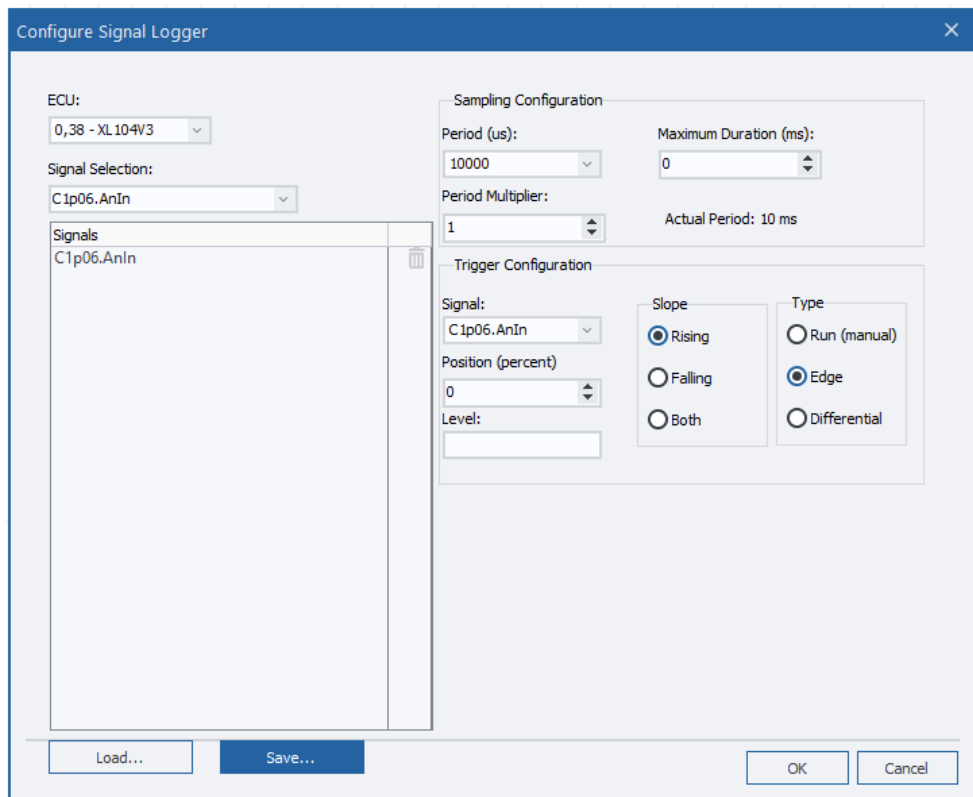 Configure Signal Logger
ECU:
0,38 - XL104V3
Signal Selection:
C1p06.AnIn
Signals
C1p06.AnIn
Sampling Configuration
Period (us):
10000
Maximum Duration (ms):
0
Period Multiplier:
1
Actual Period: 10 ms
Trigger Configuration
Signal:
C1p06.AnIn
Position (percent)
0
Level:
Slope
Rising
Falling
Both
Type
Run (manual)
Edge
Differential
Load...
Save...
OK
Cancel